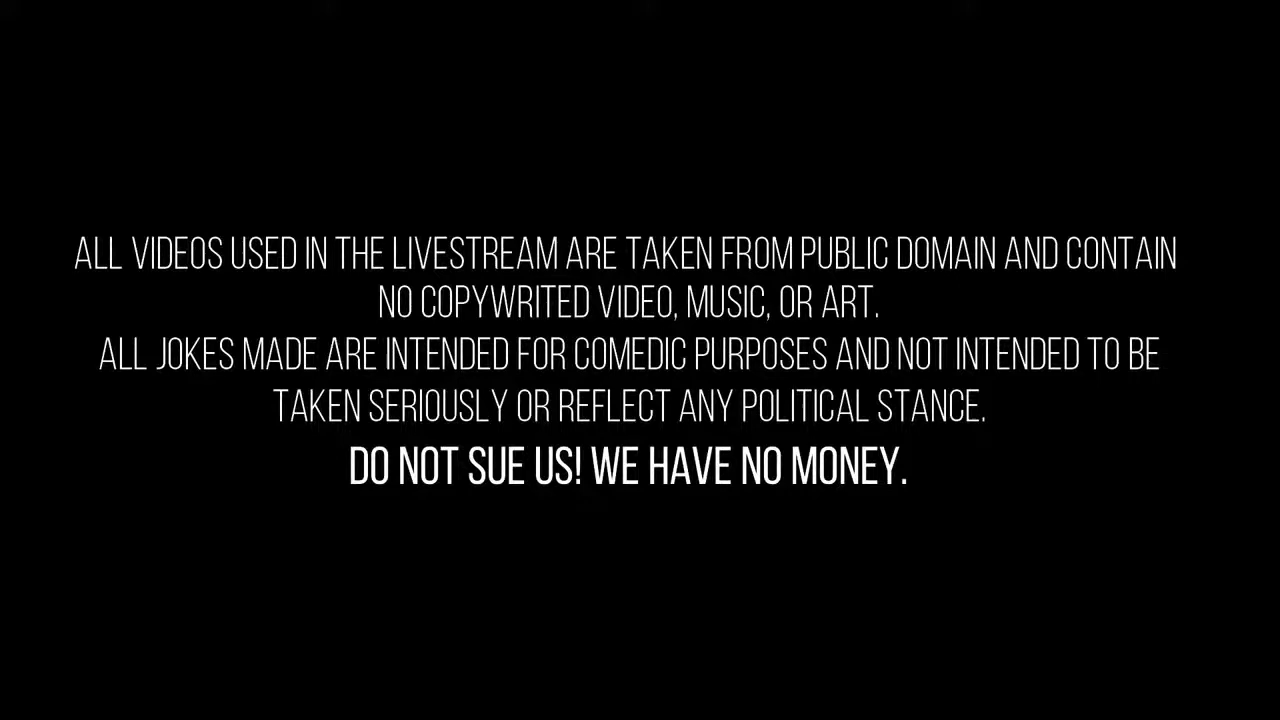 ALL VIDEOS USED IN THE LIVESTREAM ARE TAKEN FROM PUBLIC DOMAIN AND CONTAIN
NO COPYWRITED VIDEO, MUSIC, OR ART.
ALL JOKES MADE ARE INTENDED FOR COMEDIC PURPOSES AND NOT INTENDED TO BE
TAKEN SERIOUSLY OR REFLECT ANY POLITICAL STANCE.
DO NOT SUE US! WE HAVE NO MONEY.